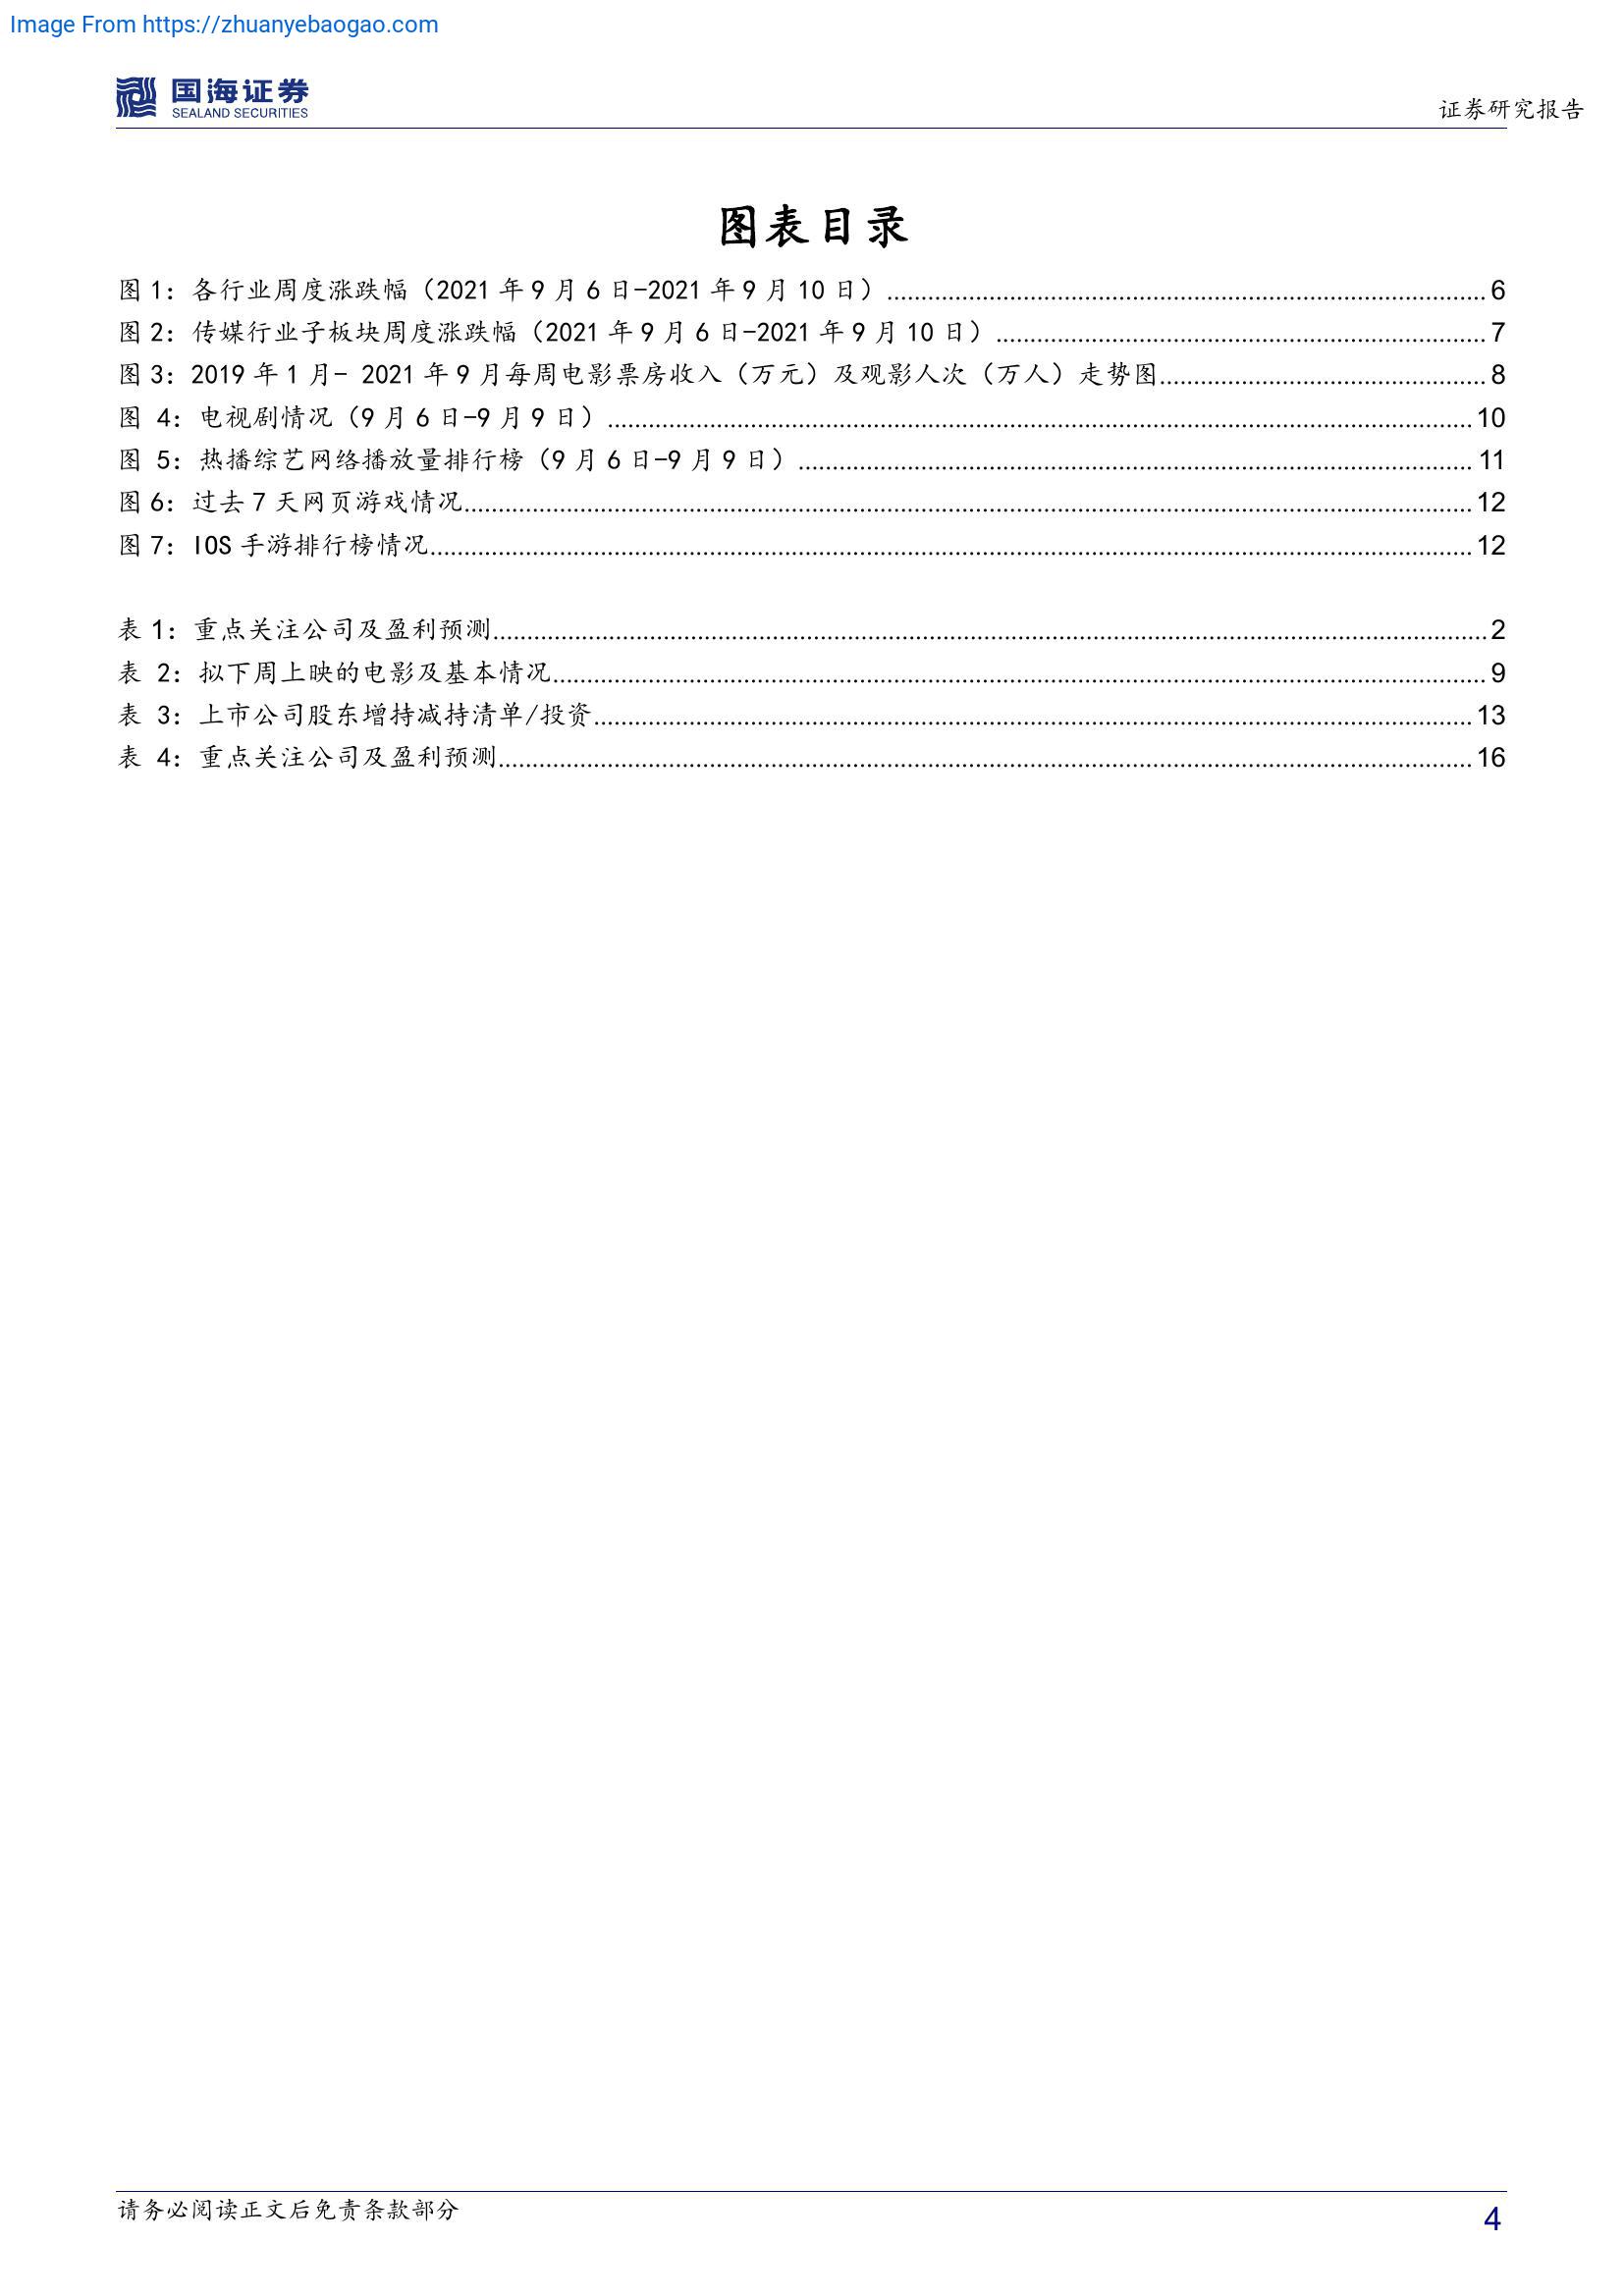 Image From https://zhuanyebaogao.com
国海证券
SEALAND SECURITIES
证券研究报告
图表目录
图 1：各行业周度涨跌幅（2021 年 9 月 6 日-2021 年 9 月 10 日）........................................................ 6
图 2：传媒行业子板块周度涨跌幅（2021 年 9 月 6 日-2021 年 9 月 10 日）........................................................ 7
图 3：2019 年 1 月- 2021 年 9 月每周电影票房收入（万元）及观影人次（万人）走势图........................................ 8
图 4：电视剧情况（9 月 6 日-9 月 9 日）........................................................ 10
图 5：热播综艺网络播放量排行榜（9 月 6 日-9 月 9 日）........................................................ 11
图 6：过去 7 天网页游戏情况........................................................ 12
图 7：IOS 手游排行榜情况........................................................ 12
表 1：重点关注公司及盈利预测........................................................ 2
表 2：拟下周上映的电影及基本情况........................................................ 9
表 3：上市公司股东增持减持清单/投资........................................................ 13
表 4：重点关注公司及盈利预测........................................................ 16
请务必阅读正文后免责条款部分
4